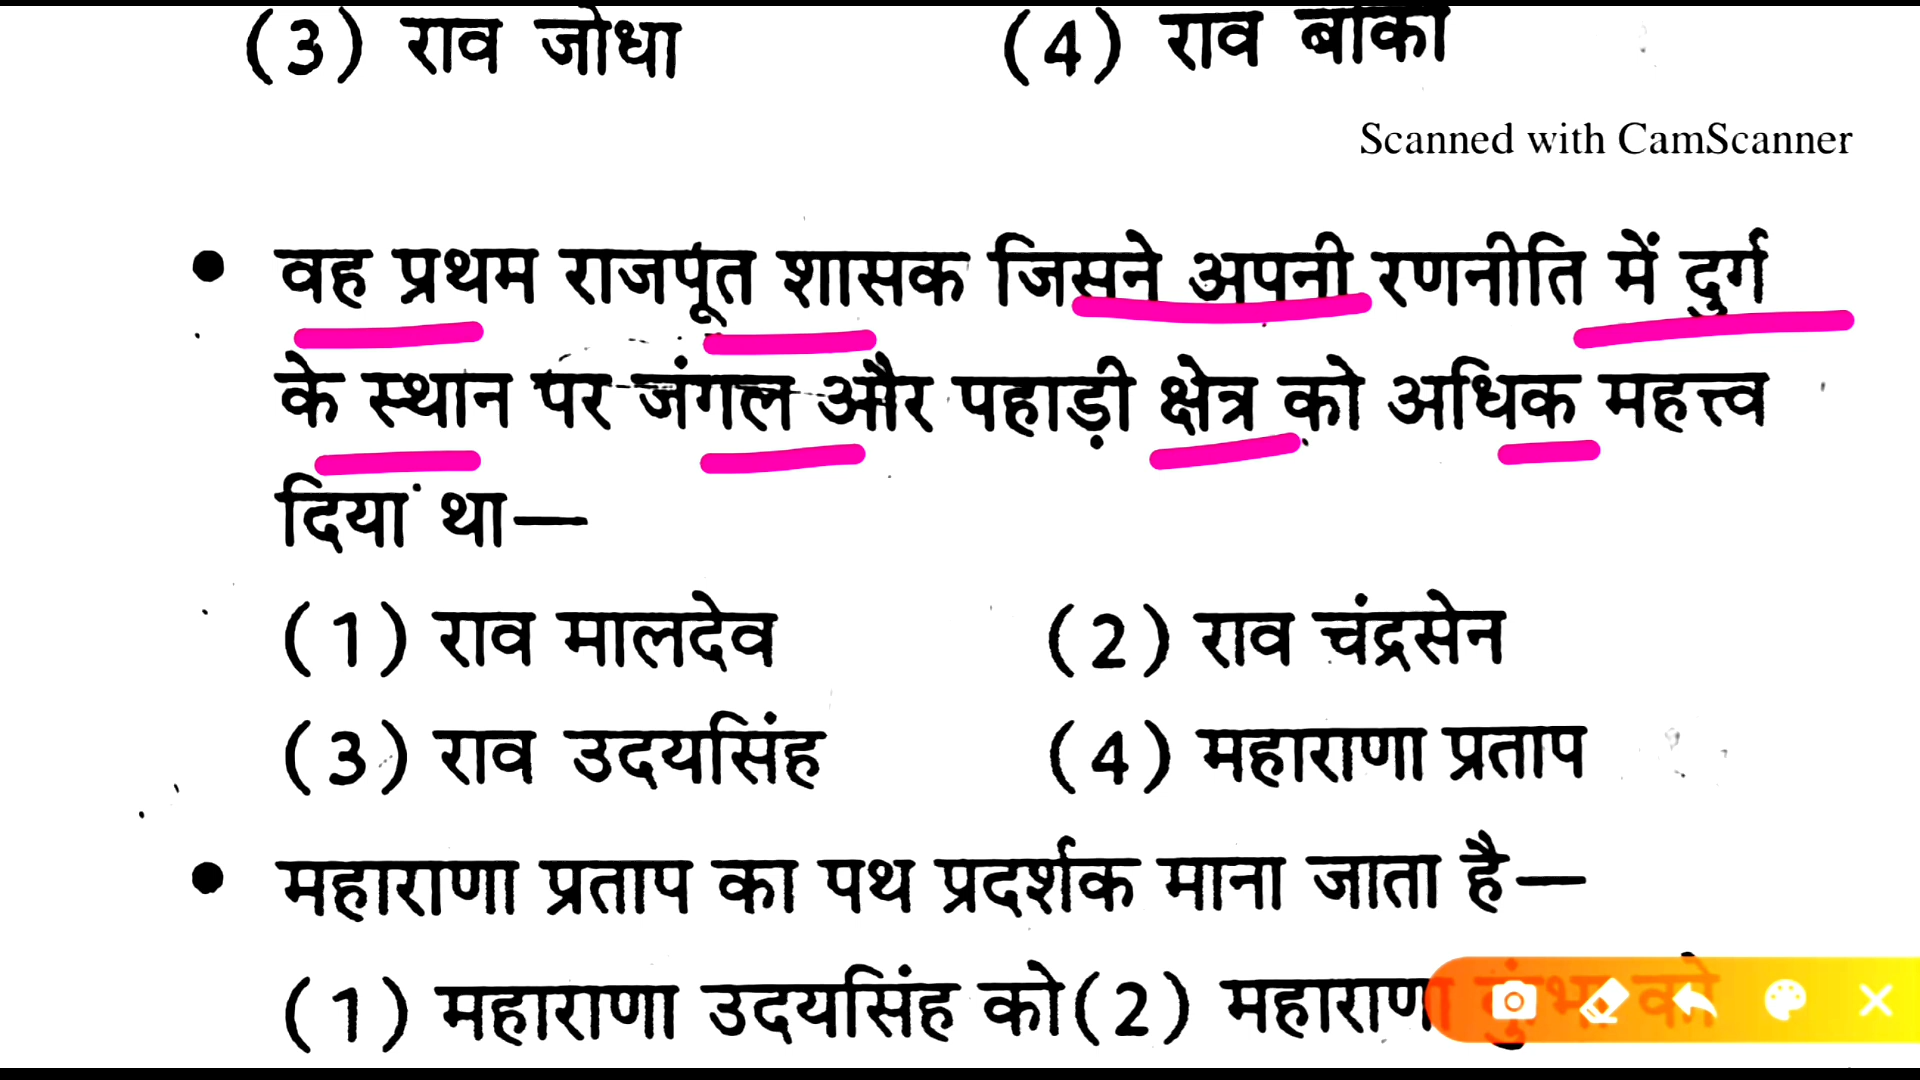 (3) राव जोधा (4) राव बीका
Scanned with CamScanner
• वह प्रथम राजपूत शासक जिसने अपनी रणनीति में दुर्ग
के स्थान पर जंगल और पहाड़ी क्षेत्र को अधिक महत्त्व
दिया था—
(1) राव मालदेव (2) राव चंद्रसेन
(3) राव उदयसिंह (4) महाराणा प्रताप
• महाराणा प्रताप का पथ प्रदर्शक माना जाता है—
(1) महाराणा उदयसिंह को (2) महाराणा कुंभा को